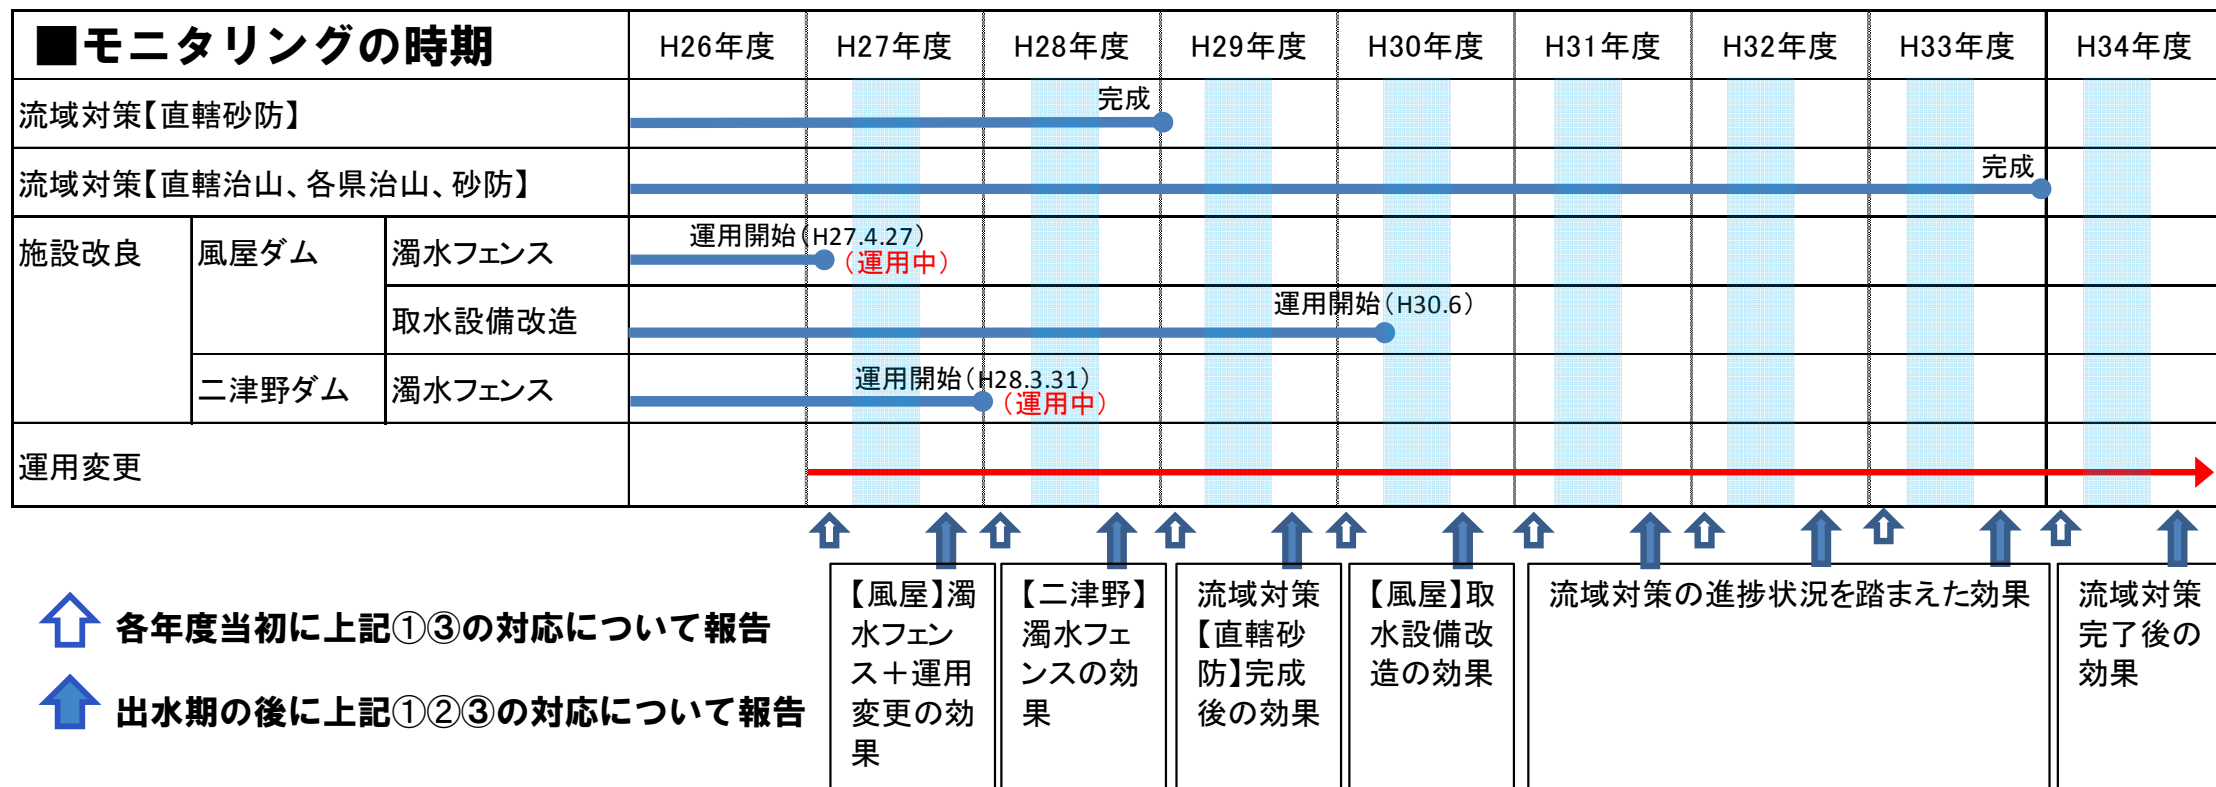 ■モニタリングの時期
H26年度
H27年度
H28年度
H29年度
H30年度
H31年度
H32年度
H33年度
H34年度
流域対策【直轄砂防】
完成
流域対策【直轄治山、各県治山、砂防】
完成
施設改良
風屋ダム
濁水フェンス
運用開始(H27.4.27)
(運用中)
取水設備改造
運用開始(H30.6)
二津野ダム
濁水フェンス
運用開始(H28.3.31)
(運用中)
運用変更
各年度当初に上記①③の対応について報告
出水期の後に上記①②③の対応について報告
【風屋】濁
水フェン
ス＋運用
変更の効
果
【二津野】
濁水フェ
ンスの効
果
流域対策
【直轄砂
防】完成
後の効果
【風屋】取
水設備改
造の効果
流域対策の進捗状況を踏まえた効果
流域対策
完了後の
効果